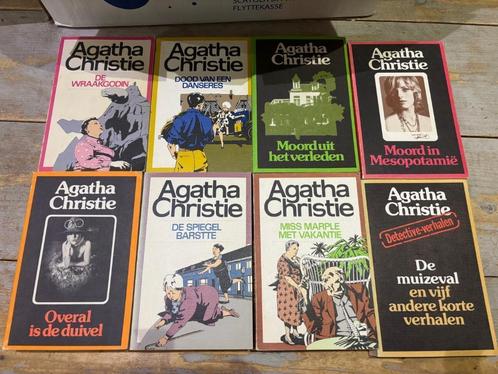 FLYTTEKASSE
Agatha
Christie
DE
WRAAKGODIN
Agatha
Christie
DOOD VAN EEN
DANSERES
Agatha
Christie
Moord uit
het verleden
Agatha
Christie
Moord in
Mesopotamië
Agatha
Christie
Overal
is de duivel
Agatha
Christie
DE SPIEGEL
BARSTTE
Agatha
Christie
MISS MARPLE
MET VAKANTIE
Agatha
Christie
Detective-verhalen
De
muizeval
en vijf
andere korte
verhalen